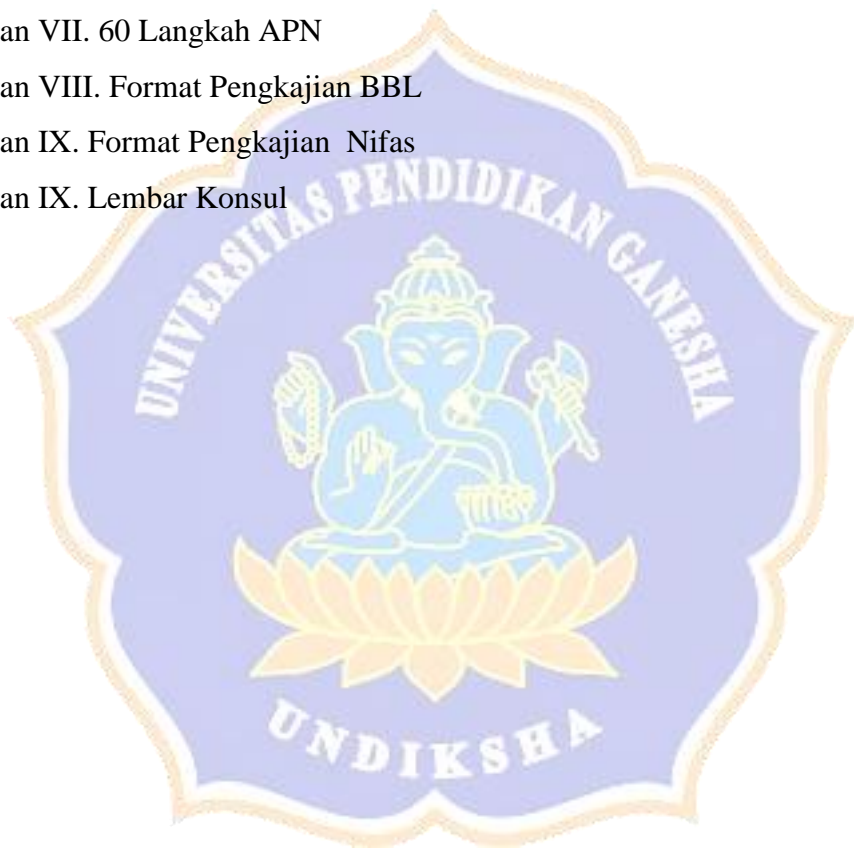 an VII. 60 Langkah APN
an VIII. Format Pengkajian BBL
an IX. Format Pengkajian  Nifas
an IX. Lembar Konsul
UNIVERSITAS PENDIDIKAN GANESHA
UNDIKSHA